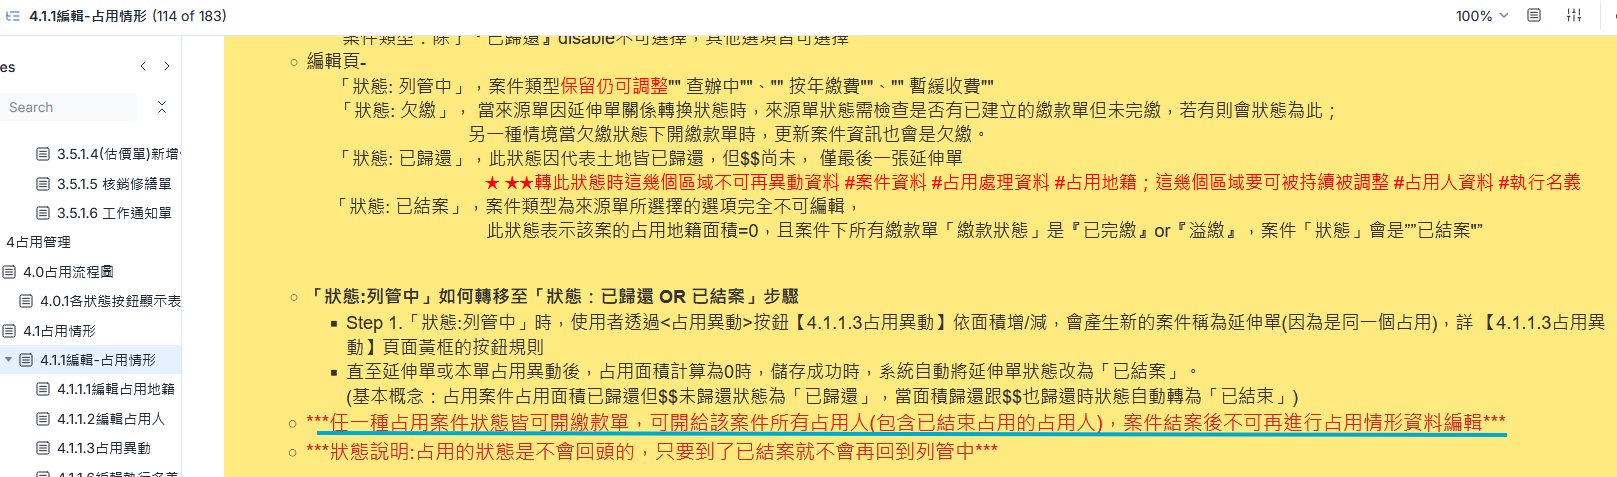 4.1.1編輯-占用情形 (114 of 183)
100%
es
Search
3.5.1.4(估價單)新增
3.5.1.5 核銷修繕單
3.5.1.6 工作通知單
4占用管理
4.0占用流程圖
4.0.1各狀態按鈕顯示表
4.1占用情形
4.1.1編輯-占用情形
4.1.1.1編輯占用地籍
4.1.1.2編輯占用人
4.1.1.3占用異動
4.1.1.6編輯執行名義
案件類型：除了『已歸還』disable不可選擇，其他選項皆可選擇
編輯頁-
「狀態: 列管中」，案件類型保留仍可調整"" 查辦中""、"" 按年繳費""、"" 暫緩收費""
「狀態: 欠繳」， 當來源單因延伸單關係轉換狀態時，來源單狀態需檢查是否有已建立的繳款單但未完繳，若有則會狀態為此；
另一種情境當欠繳狀態下開繳款單時，更新案件資訊也會是欠繳。
「狀態: 已歸還」，此狀態因代表土地皆已歸還，但$$尚未， 僅最後一張延伸單
★ ★★轉此狀態時這幾個區域不可再異動資料 #案件資料 #占用處理資料 #占用地籍；這幾個區域要可被持續被調整 #占用人資料 #執行名義
「狀態: 已結案」，案件類型為來源單所選擇的選項完全不可編輯，
此狀態表示該案的占用地籍面積=0，且案件下所有繳款單「繳款狀態」是『已完繳』or『溢繳』，案件「狀態」會是””已結案"”
「狀態:列管中」如何轉移至「狀態：已歸還 OR 已結案」步驟
Step 1.「狀態:列管中」時，使用者透過<占用異動>按鈕【4.1.1.3占用異動】依面積增/減，會產生新的案件稱為延伸單(因為是同一個占用)，詳 【4.1.1.3占用異
動】頁面黃框的按鈕規則
直至延伸單或本單占用異動後，占用面積計算為0時，儲存成功時，系統自動將延伸單狀態改為「已結案」。
(基本概念：占用案件占用面積已歸還但$$未歸還狀態為「已歸還」，當面積歸還跟$$也歸還時狀態自動轉為「已結束」)
***任一種占用案件狀態皆可開繳款單，可開給該案件所有占用人(包含已結束占用的占用人)，案件結案後不可再進行占用情形資料編輯***
***狀態說明:占用的狀態是不會回頭的，只要到了已結案就不會再回到列管中***